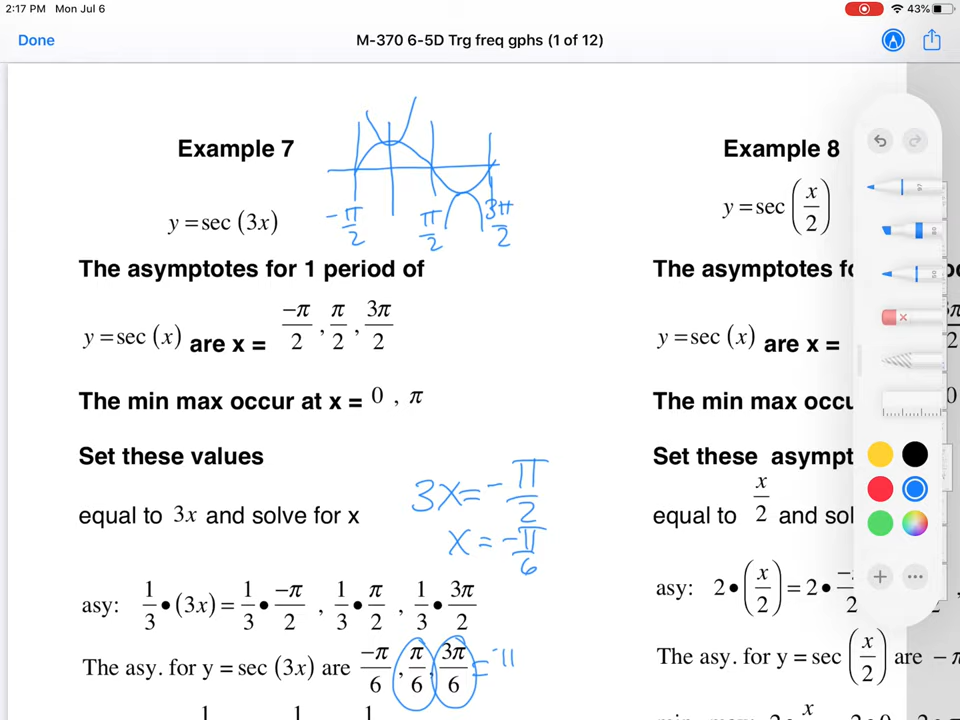 2:17 PM Mon Jul 6 43%
Done M-370 6-5D Trg freq gphs (1 of 12)
Example 7
y = sec (3x)
-π/2 π/2 3π/2
The asymptotes for 1 period of
y = sec (x) are x = -π/2 , π/2 , 3π/2
The min max occur at x = 0 , π
Set these values
equal to 3x and solve for x
3x = -π/2
x = -π/6
asy: 1/3 • (3x) = 1/3 • -π/2 , 1/3 • π/2 , 1/3 • 3π/2
The asy. for y = sec (3x) are -π/6 , π/6 , 3π/6 =
1 1 1
Example 8
y = sec (x/2)
The asymptotes fo
y = sec (x) are x =
The min max occu
Set these asympt
equal to x/2 and sol
asy: 2 • (x/2) = 2 •
The asy. for y = sec (x/2) are – π